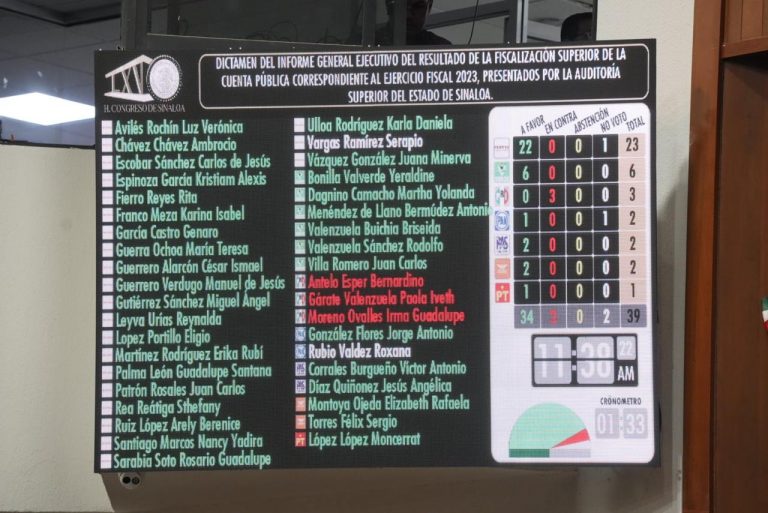 DICTAMEN DEL INFORME GENERAL EJECUTIVO DEL RESULTADO DE LA FISCALIZACIÓN SUPERIOR DE LA
CUENTA PÚBLICA CORRESPONDIENTE AL EJERCICIO FISCAL 2023, PRESENTADOS POR LA AUDITORÍA
SUPERIOR DEL ESTADO DE SINALOA.
LXV
H. CONGRESO DE SINALOA
Avilés Rochín Luz Verónica
Chávez Chávez Ambrocio
Escobar Sánchez Carlos de Jesús
Espinoza García Kristiam Alexis
Fierro Reyes Rita
Franco Meza Karina Isabel
García Castro Genaro
Guerra Ochoa María Teresa
Guerrero Alarcón César Ismael
Guerrero Verdugo Manuel de Jesús
Gutiérrez Sánchez Miguel Ángel
Leyva Urías Reynalda
Lopez Portillo Eligio
Martínez Rodríguez Erika Rubí
Palma León Guadalupe Santana
Patrón Rosales Juan Carlos
Rea Reátiga Sthefany
Ruiz López Arely Berenice
Santiago Marcos Nancy Yadira
Sarabia Soto Rosario Guadalupe
Ulloa Rodríguez Karla Daniela
Vargas Ramírez Serapio
Vázquez González Juana Minerva
Bonilla Valverde Yeraldine
Dagnino Camacho Martha Yolanda
Menéndez de Llano Bermúdez Antonio
Valenzuela Buichia Briseida
Valenzuela Sánchez Rodolfo
Villa Romero Juan Carlos
Antelo Esper Bernardino
Gárate Valenzuela Paola Iveth
Moreno Ovalles Irma Guadalupe
González Flores Jorge Antonio
Rubio Valdez Roxana
Corrales Burgueño Víctor Antonio
Díaz Quiñonez Jesús Angélica
Montoya Ojeda Elizabeth Rafaela
Torres Félix Sergio
PT López López Moncerrat
A FAVOR EN CONTRA ABSTENCIÓN NO VOTO TOTAL
22 0 0 1 23
6 0 0 0 6
0 3 0 0 3
PAN 1 0 0 1 2
PAS 2 0 0 0 2
2 0 0 0 2
PT 1 0 0 0 1
34 3 0 2 39
11:38 22 AM
CRÓNOMETRO
01:33